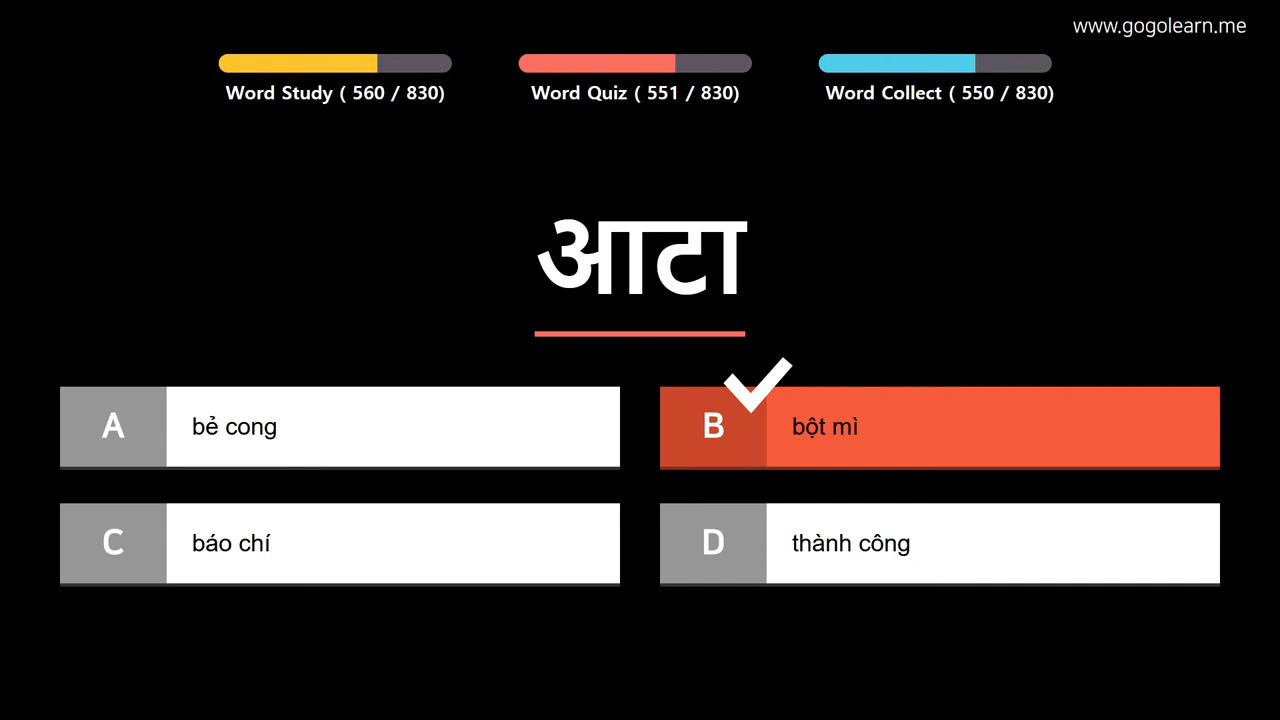 www.gogolearn.me
Word Study ( 560 / 830)
Word Quiz ( 551 / 830)
Word Collect ( 550 / 830)
आटा
A
bẻ cong
B
bột mì
C
báo chí
D
thành công